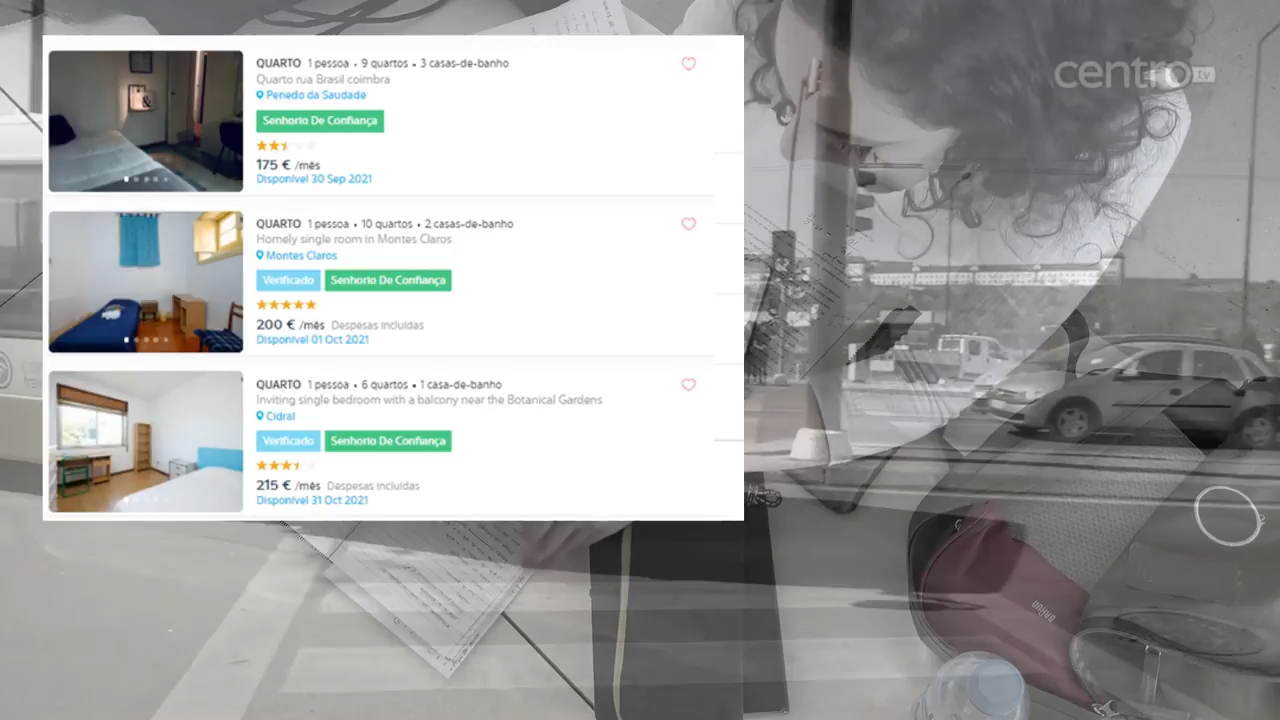 centro tv
QUARTO 1 pessoa • 9 quartos • 3 casas-de-banho
Quarto rua Brasil coimbra
Penedo da Saudade
Senhorio De Confiança
175 € /mês
Disponível 30 Sep 2021
QUARTO 1 pessoa • 10 quartos • 2 casas-de-banho
Homely single room in Montes Claros
Montes Claros
Verificado Senhorio De Confiança
200 € /mês Despesas incluídas
Disponível 01 Oct 2021
QUARTO 1 pessoa • 6 quartos • 1 casa-de-banho
Inviting single bedroom with a balcony near the Botanical Gardens
Cidral
Verificado Senhorio De Confiança
215 € /mês Despesas incluídas
Disponível 31 Oct 2021
BRAUN